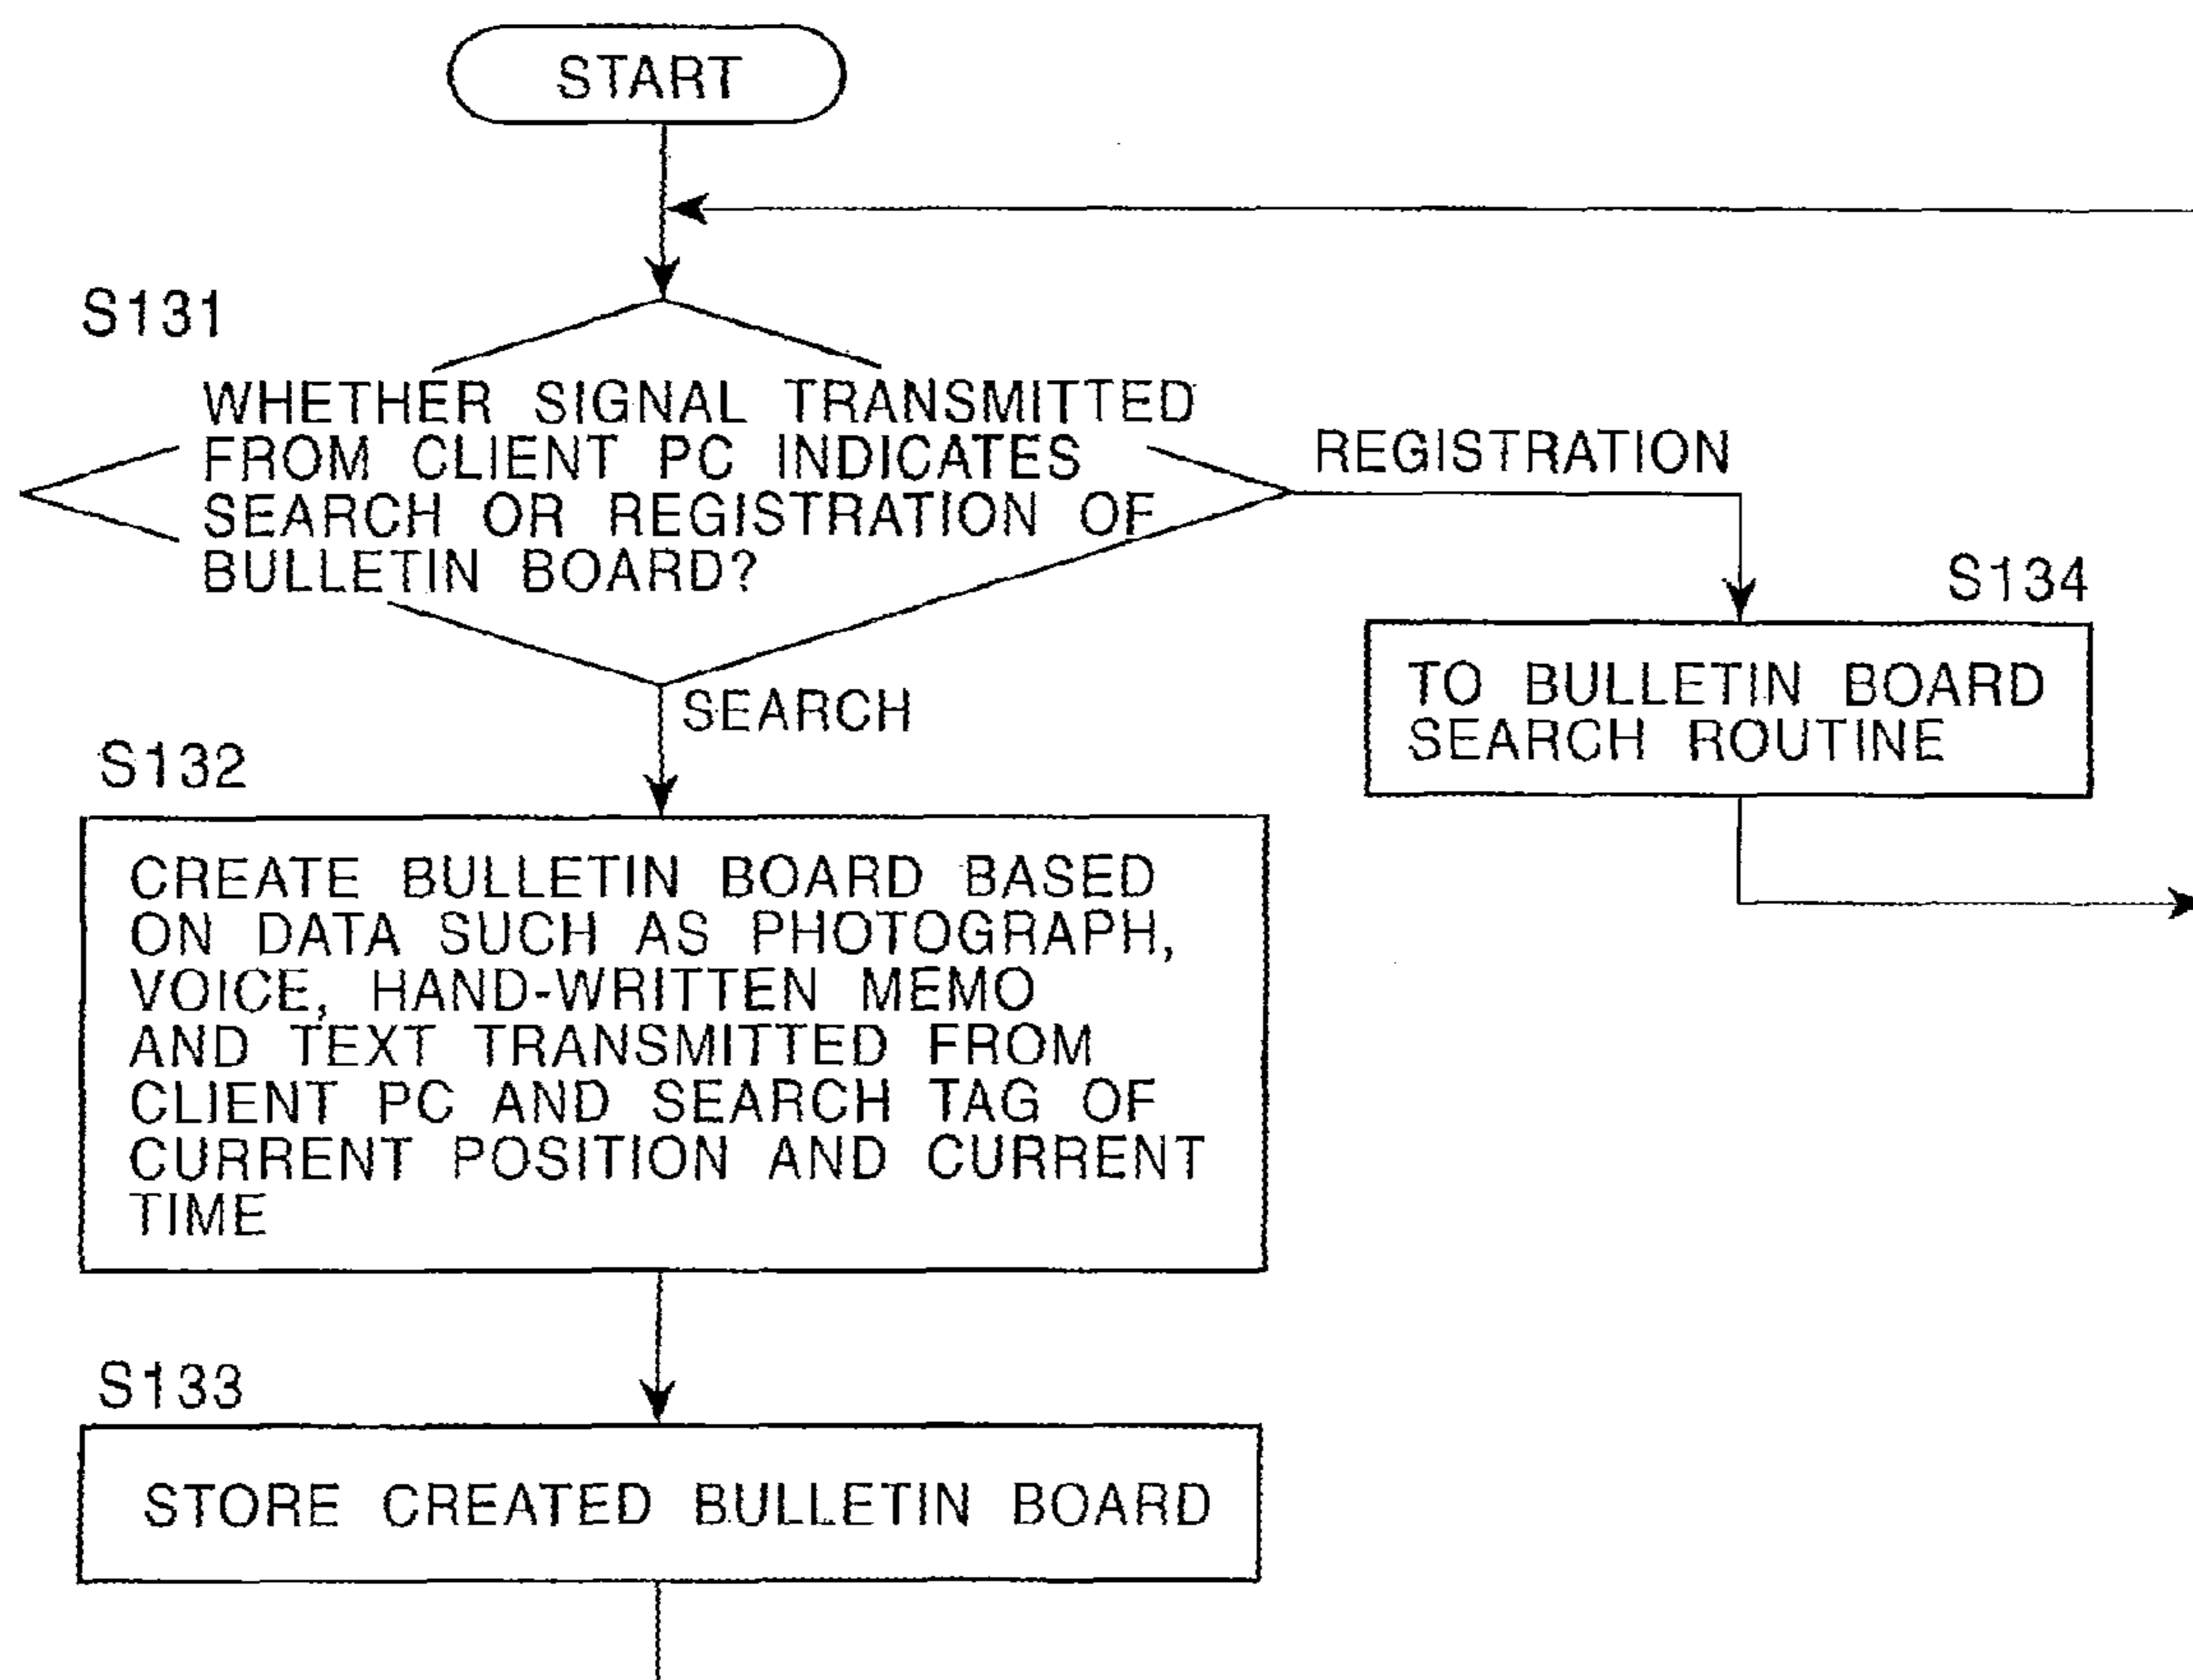 START
S131
WHETHER SIGNAL TRANSMITTED
FROM CLIENT PC INDICATES
SEARCH OR REGISTRATION OF
BULLETIN BOARD?
REGISTRATION
S134
TO BULLETIN BOARD
SEARCH ROUTINE
SEARCH
S132
CREATE BULLETIN BOARD BASED
ON DATA SUCH AS PHOTOGRAPH,
VOICE, HAND-WRITTEN MEMO
AND TEXT TRANSMITTED FROM
CLIENT PC AND SEARCH TAG OF
CURRENT POSITION AND CURRENT
TIME
S133
STORE CREATED BULLETIN BOARD